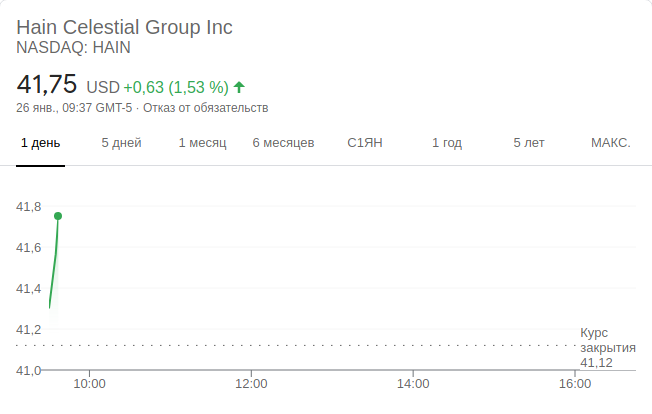 Hain Celestial Group Inc
NASDAQ: HAIN
41,75 USD +0,63 (1,53 %)
26 янв., 09:37 GMT-5 · Отказ от обязательств
1 день 5 дней 1 месяц 6 месяцев С1ЯН 1 год 5 лет МАКС.
41,8
41,6
41,4
41,2
41,0
Курс
закрытия
41,12
10:00 12:00 14:00 16:00